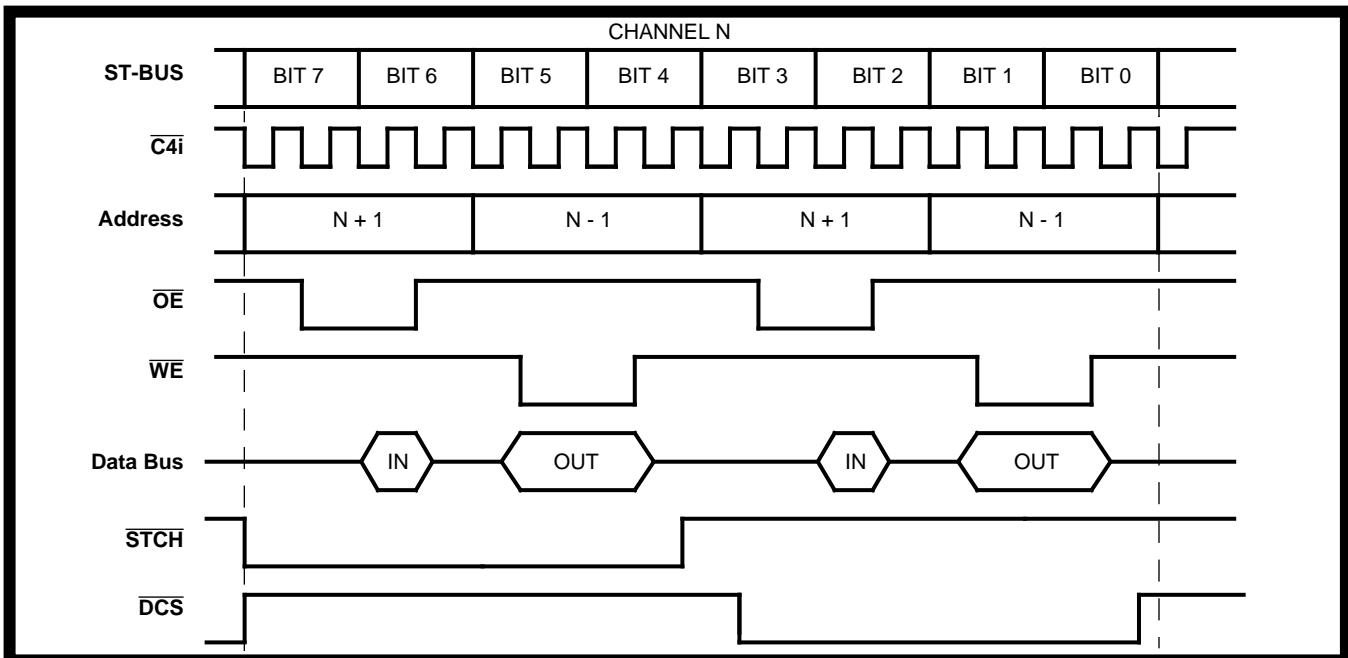 CHANNEL N
ST-BUS BIT 7 BIT 6 BIT 5 BIT 4 BIT 3 BIT 2 BIT 1 BIT 0
C4i
Address N + 1 N - 1 N + 1 N - 1
OE
WE
Data Bus IN OUT IN OUT
STCH
DCS